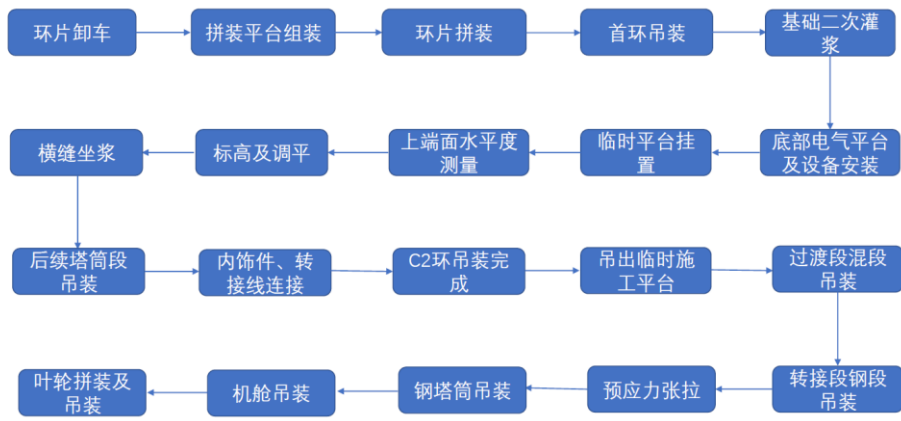 环片卸车
拼装平台组装
环片拼装
首环吊装
基础二次灌
浆
横缝坐浆
标高及调平
上端面水平度
测量
临时平台挂
置
底部电气平台
及设备安装
后续塔筒段
吊装
内饰件、转
接线连接
C2环吊装完
成
吊出临时施
工平台
过渡段混段
吊装
叶轮拼装及
吊装
机舱吊装
钢塔筒吊装
预应力张拉
转接段钢段
吊装